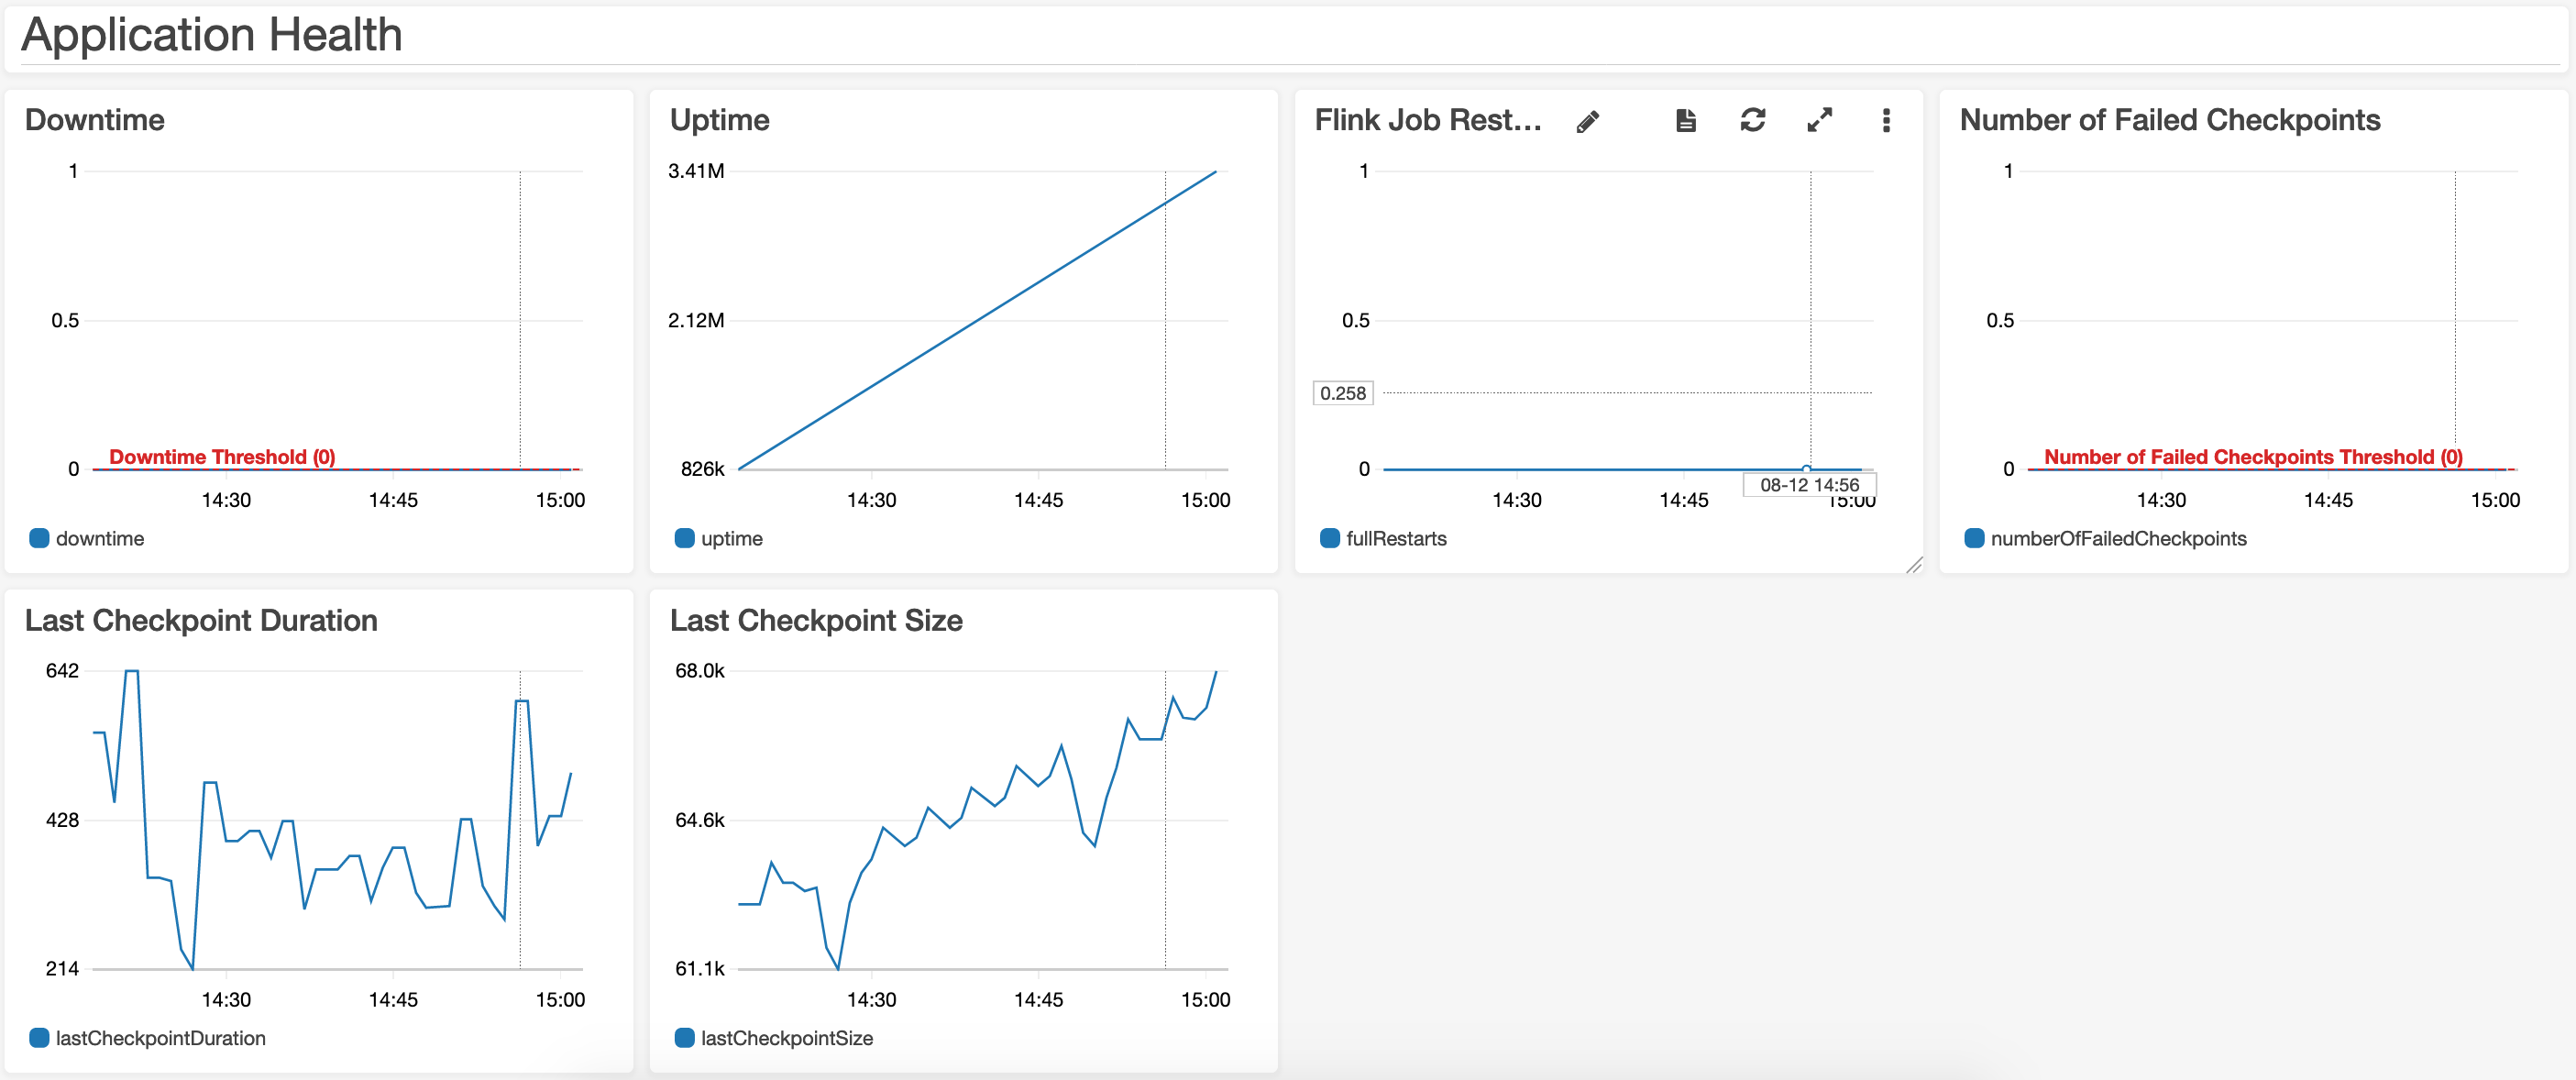 Application Health
Downtime
1
0.5
Downtime Threshold (0)
0
14:30 14:45 15:00
downtime
Uptime
3.41M
2.12M
826k
14:30 14:45 15:00
uptime
Flink Job Rest...
1
0.5
0.258
0
08-12 14:56
14:30 14:45 15:00
fullRestarts
Number of Failed Checkpoints
1
0.5
Number of Failed Checkpoints Threshold (0)
0
14:30 14:45 15:00
numberOfFailedCheckpoints
Last Checkpoint Duration
642
428
214
14:30 14:45 15:00
lastCheckpointDuration
Last Checkpoint Size
68.0k
64.6k
61.1k
14:30 14:45 15:00
lastCheckpointSize